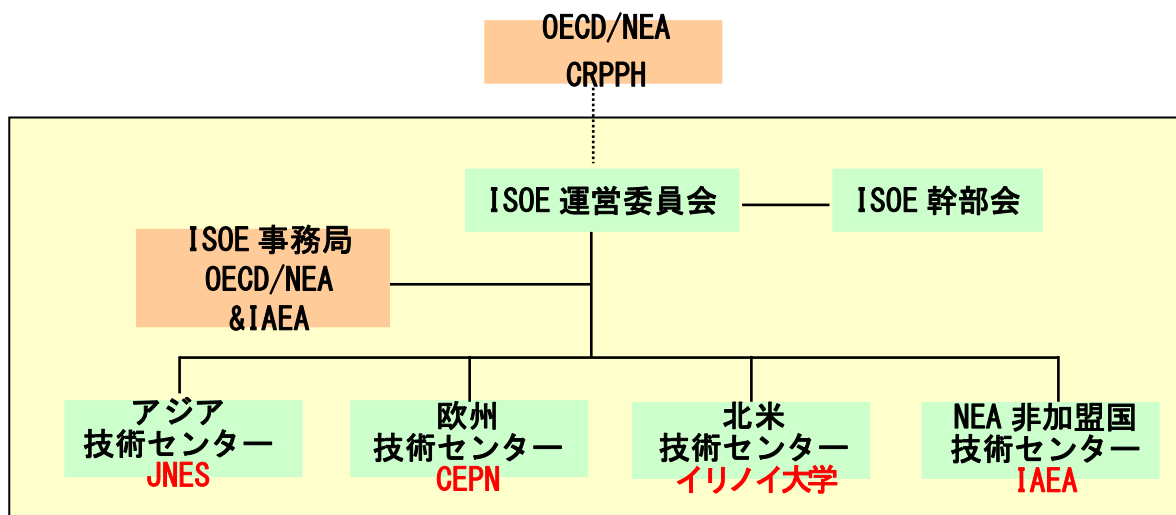 OECD/NEA
CRPPH
ISOE 運営委員会
ISOE 幹部会
ISOE 事務局
OECD/NEA
&IAEA
アジア
技術センター
JNES
欧州
技術センター
CEPN
北米
技術センター
イリノイ大学
NEA 非加盟国
技術センター
IAEA